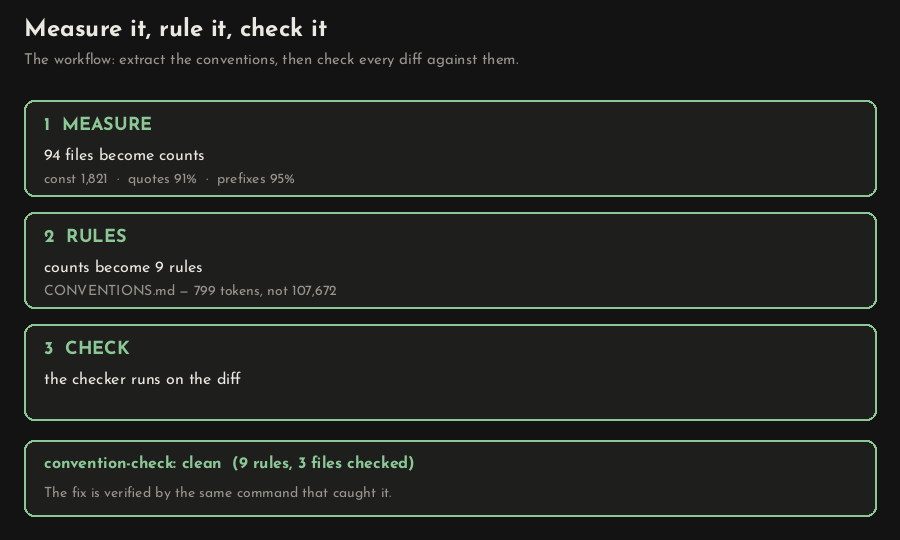 Measure it, rule it, check it
The workflow: extract the conventions, then check every diff against them.
1 MEASURE
94 files become counts
const 1,821 · quotes 91% · prefixes 95%
2 RULES
counts become 9 rules
CONVENTIONS.md — 799 tokens, not 107,672
3 CHECK
the checker runs on the diff
convention-check: clean (9 rules, 3 files checked)
The fix is verified by the same command that caught it.